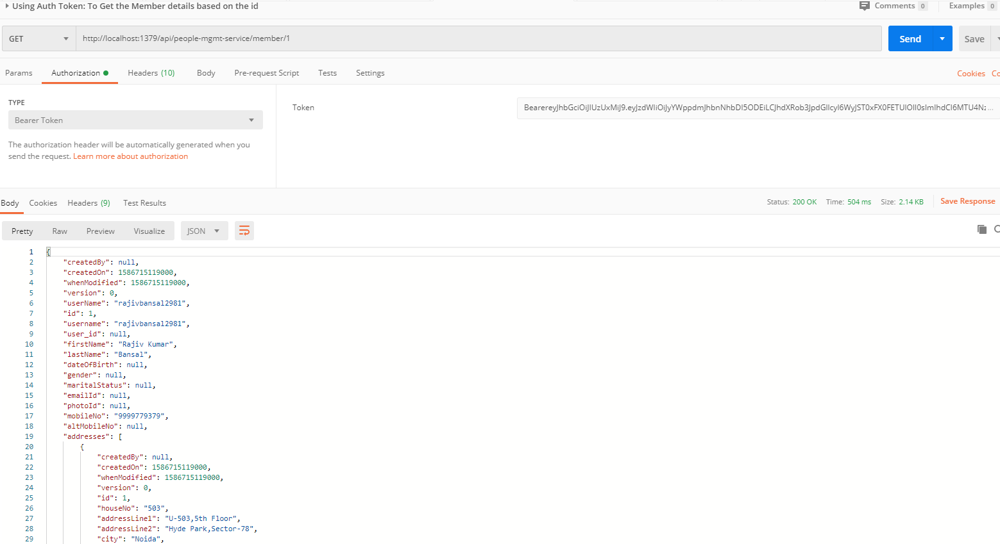 Using Auth Token: To Get the Member details based on the id
Comments 0 Examples 0
GET http://localhost:1379/api/people-mgmt-service/member/1 Send Save
Params Authorization Headers (10) Body Pre-request Script Tests Settings Cookies Co
TYPE
Bearer Token
The authorization header will be automatically generated when you
send the request. Learn more about authorization
Token
Body Cookies Headers (9) Test Results Status: 200 OK Time: 504 ms Size: 2.14 KB Save Response
Pretty Raw Preview Visualize JSON
1 {
2 "createdBy": null,
3 "createdOn": 1586715119000,
4 "whenModified": 1586715119000,
5 "version": 0,
6 "userName": "rajivbansal2981",
7 "id": 1,
8 "username": "rajivbansal2981",
9 "user_id": null,
10 "firstName": "Rajiv Kumar",
11 "lastName": "Bansal",
12 "dateOfBirth": null,
13 "gender": null,
14 "maritalStatus": null,
15 "emailId": null,
16 "photoId": null,
17 "mobileNo": "9999779379",
18 "altMobileNo": null,
19 "addresses": [
20 {
21 "createdBy": null,
22 "createdOn": 1586715119000,
23 "whenModified": 1586715119000,
24 "version": 0,
25 "id": 1,
26 "houseNo": "503",
27 "addressLine1": "U-503,5th Floor",
28 "addressLine2": "Hyde Park,Sector-78",
29 "city": "Noida",